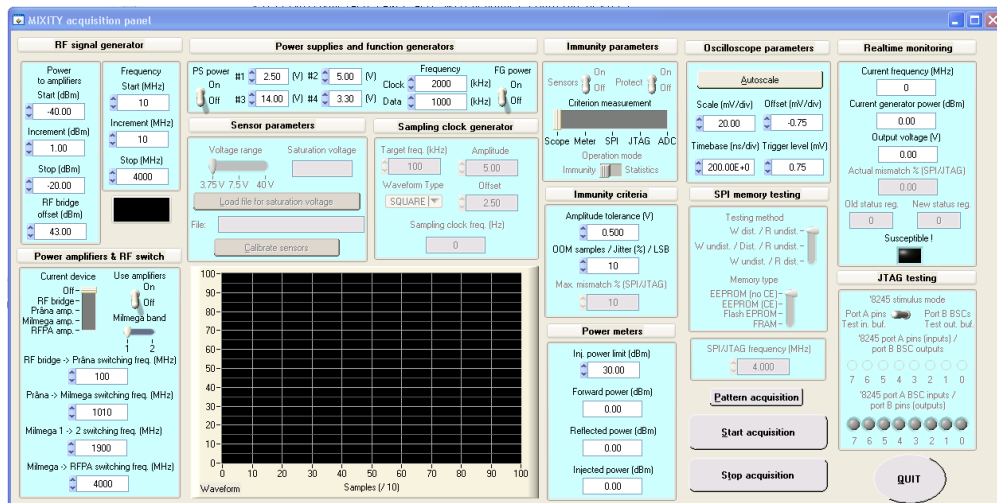 MIXITY acquisition panel
RF signal generator
Power to amplifiers
Start (dBm)
-40.00
Increment (dBm)
1.00
Stop (dBm)
-20.00
RF bridge
offset (dBm)
43.00
Frequency
Start (MHz)
10
Increment (MHz)
10
Stop (MHz)
4000
Power amplifiers & RF switch
Current device
Off
RF bridge
Prâna amp.
Milmega amp.
RFPA amp.
Use amplifiers
On
Off
Milmega band
1 2
RF bridge -> Prâna switching freq. (MHz)
100
Prâna -> Milmega switching freq. (MHz)
1010
Milmega 1 -> 2 switching freq. (MHz)
1900
Milmega -> RFPA switching freq. (MHz)
4000
Power supplies and function generators
PS power
On
Off
#1 2.50 (V) #2 5.00 (V)
#3 14.00 (V) #4 3.30 (V)
Frequency
Clock 2000 (kHz)
Data 1000 (kHz)
FG power
On
Off
Sensor parameters
Voltage range
3.75 V 7.5 V 40 V
Saturation voltage
Load file for saturation voltage
File:
Calibrate sensors
Sampling clock generator
Target freq. (kHz)
100
Amplitude
5.00
Waveform Type
SQUARE
Offset
2.50
Sampling clock freq. (Hz)
0
100-
90-
80-
70-
60-
50-
40-
30-
20-
10-
0-
0 10 20 30 40 50 60 70 80 90 100
Waveform Samples (/ 10)
Immunity parameters
Sensors On Off
Protect On Off
Criterion measurement
Scope Meter SPI JTAG ADC
Operation mode
Immunity Statistics
Immunity criteria
Amplitude tolerance (V)
0.500
OOM samples / Jitter (%) / LSB
10
Max. mismatch % (SPI/JTAG)
10
Power meters
Inj. power limit (dBm)
30.00
Forward power (dBm)
0.00
Reflected power (dBm)
0.00
Injected power (dBm)
0.00
Oscilloscope parameters
Autoscale
Scale (mV/div) Offset (mV/div)
20.00 -0.75
Timebase (ns/div) Trigger level (mV)
200.00E+0 0.75
SPI memory testing
Testing method
W dist. / R undist.
W undist. / Dist. / R undist.
W undist. / R dist.
Memory type
EEPROM (no CE)
EEPROM (CE)
Flash EPROM
FRAM
SPI/JTAG frequency (MHz)
4.000
Pattern acquisition
Start acquisition
Stop acquisition
Realtime monitoring
Current frequency (MHz)
0
Current generator power (dBm)
0.00
Output voltage (V)
0.00
Actual mismatch % (SPI/JTAG)
0.00
Old status reg. New status reg.
0 0
Susceptible !
JTAG testing
'8245 stimulus mode
Port A pins Port B BSCs
Test in. buf. Test out. buf.
'8245 port A pins (inputs) /
port B BSC outputs
7 6 5 4 3 2 1 0
'8245 port A BSC inputs /
port B pins (outputs)
7 6 5 4 3 2 1 0
QUIT